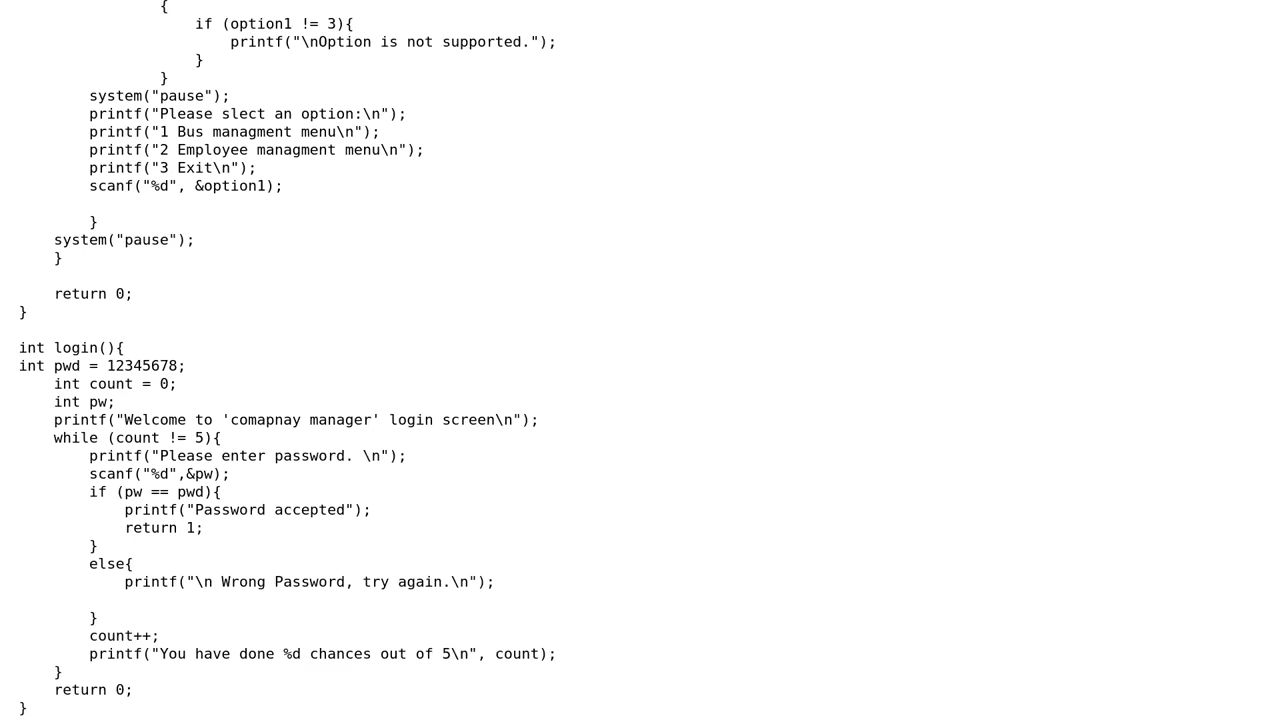 {
if (option1 != 3){
printf("\nOption is not supported.");
}
}
system("pause");
printf("Please slect an option:\n");
printf("1 Bus managment menu\n");
printf("2 Employee managment menu\n");
printf("3 Exit\n");
scanf("%d", &option1);
}
system("pause");
}
return 0;
}
int login(){
int pwd = 12345678;
int count = 0;
int pw;
printf("Welcome to 'comapnay manager' login screen\n");
while (count != 5){
printf("Please enter password. \n");
scanf("%d",&pw);
if (pw == pwd){
printf("Password accepted");
return 1;
}
else{
printf("\n Wrong Password, try again.\n");
}
count++;
printf("You have done %d chances out of 5\n", count);
}
return 0;
}